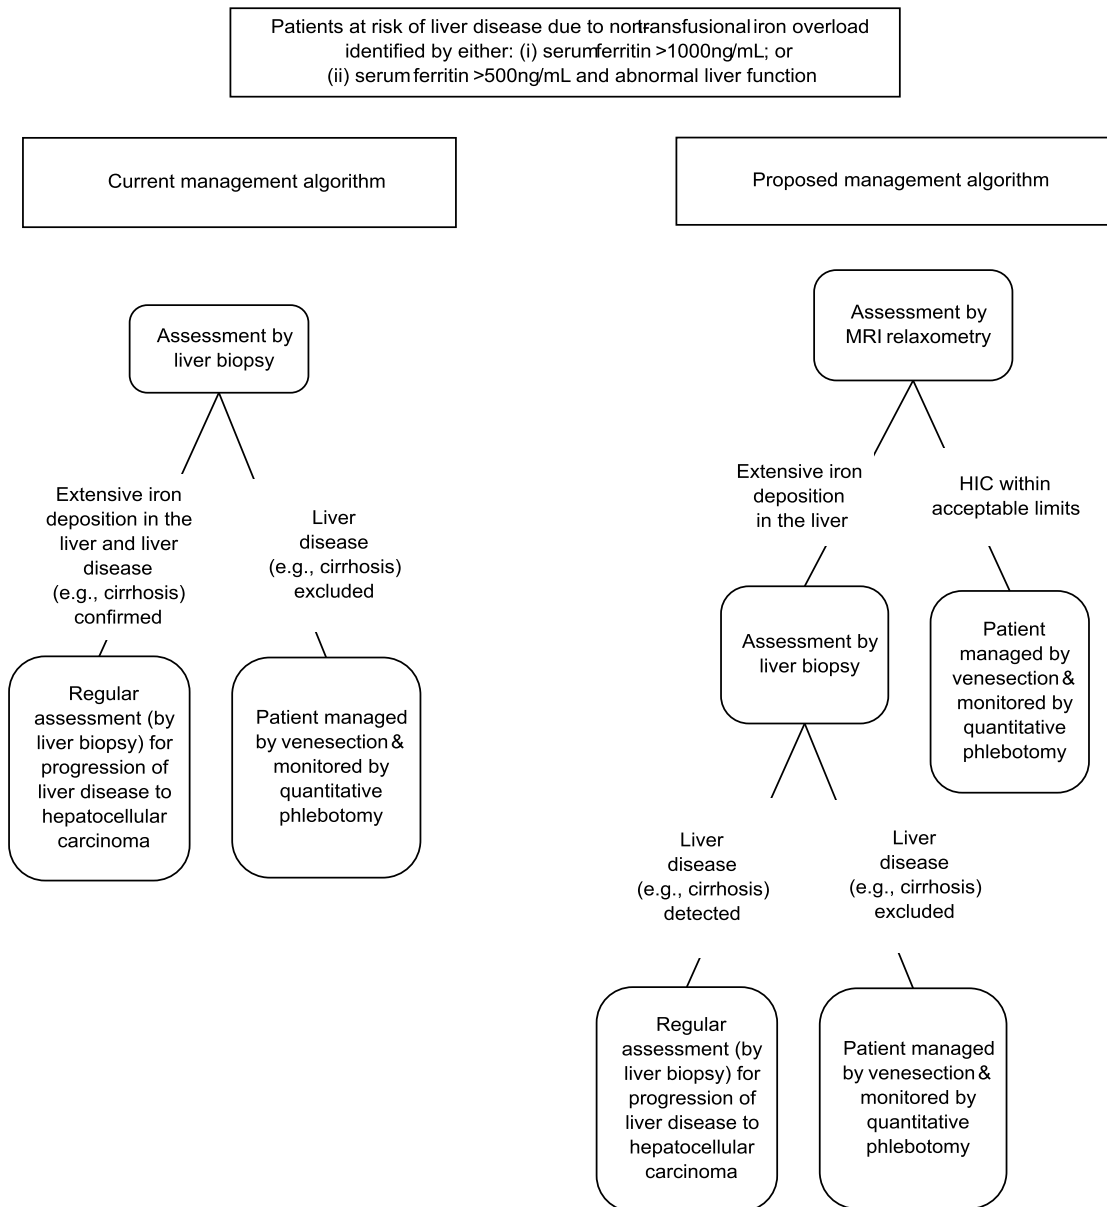 Patients at risk of liver disease due to non-transfusional iron overload
identified by either: (i) serum ferritin >1000ng/mL; or
(ii) serum ferritin >500ng/mL and abnormal liver function
Current management algorithm
Assessment by
liver biopsy
Extensive iron
deposition in the
liver and liver
disease
(e.g., cirrhosis)
confirmed
Liver
disease
(e.g., cirrhosis)
excluded
Regular
assessment (by
liver biopsy) for
progression of
liver disease to
hepatocellular
carcinoma
Patient managed
by venesection &
monitored by
quantitative
phlebotomy
Proposed management algorithm
Assessment by
MRI relaxometry
Extensive iron
deposition
in the liver
HIC within
acceptable limits
Assessment by
liver biopsy
Patient
managed by
venesection &
monitored by
quantitative
phlebotomy
Liver
disease
(e.g., cirrhosis)
detected
Liver
disease
(e.g., cirrhosis)
excluded
Regular
assessment (by
liver biopsy) for
progression of
liver disease to
hepatocellular
carcinoma
Patient managed
by venesection &
monitored by
quantitative
phlebotomy